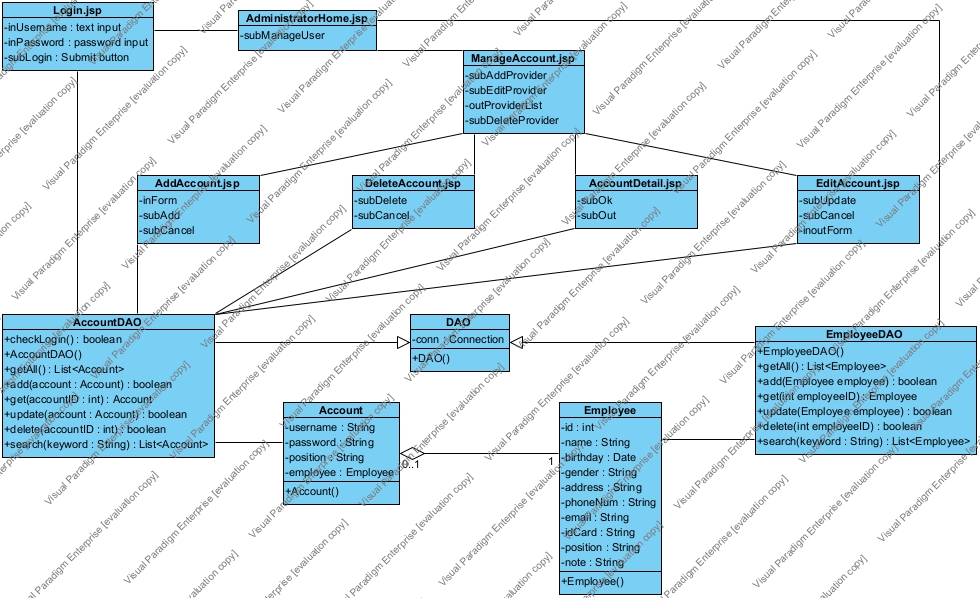 Login.jsp
-inUsername : text input
-inPassword : password input
-subLogin : Submit button
AdministratorHome.jsp
-subManageUser
ManageAccount.jsp
-subAddProvider
-subEditProvider
-outProviderList
-subDeleteProvider
AddAccount.jsp
-inForm
-subAdd
-subCancel
DeleteAccount.jsp
-subDelete
-subCancel
AccountDetail.jsp
-subOk
-subOut
EditAccount.jsp
-subUpdate
-subCancel
-inoutForm
AccountDAO
+checkLogin() : boolean
+AccountDAO()
+getAll() : List<Account>
+add(account : Account) : boolean
+get(accountID : int) : Account
+update(account : Account) : boolean
+delete(accountID : int) : boolean
+search(keyword : String) : List<Account>
DAO
-conn : Connection
+DAO()
EmployeeDAO
+EmployeeDAO()
+getAll() : List<Employee>
+add(Employee employee) : boolean
+get(int employeeID) : Employee
+update(Employee employee) : boolean
+delete(int employeeID) : boolean
+search(keyword : String) : List<Employee>
Account
-username : String
-password : String
-position : String
-employee : Employee
+Account()
0..1
1
Employee
-id : int
-name : String
-birthday : Date
-gender : String
-address : String
-phoneNum : String
-email : String
-idCard : String
-position : String
-note : String
+Employee()
Visual Paradigm Enterprise [evaluation copy]